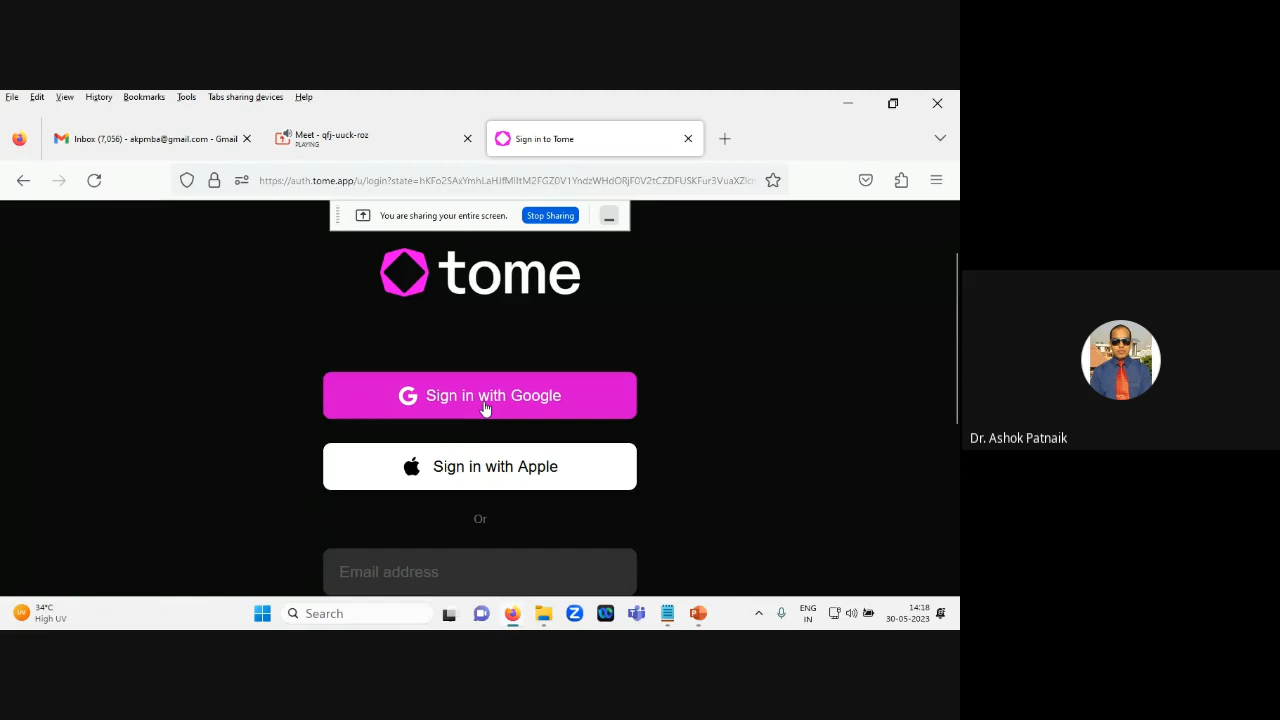 File Edit View History Bookmarks Tools Tabs sharing devices Help
Inbox (7,056) - akpmba@gmail.com - Gmail
Meet - qfj-uuck-roz
PLAYING
Sign in to Tome
You are sharing your entire screen. Stop Sharing
tome
Sign in with Google
Sign in with Apple
Or
Email address
Dr. Ashok Patnaik
34°C
High UV
Search
ENG
IN
14:18
30-05-2023